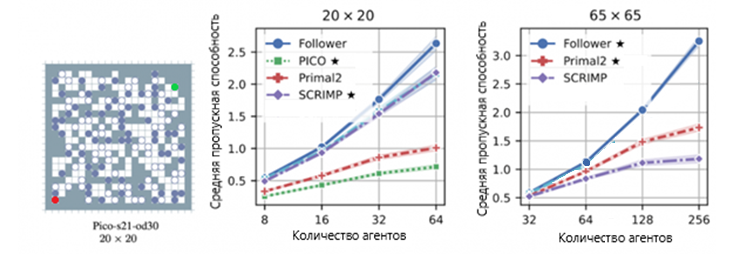 Pico-s21-od30
20 × 20
20 × 20
Средняя пропускная способность
2.5
2.0
1.5
1.0
0.5
Follower
PICO ★
Primal2
SCRIMP ★
8
16
32
64
Количество агентов
65 × 65
Средняя пропускная способность
3.0
2.5
2.0
1.5
1.0
0.5
Follower ★
Primal2 ★
SCRIMP
32
64
128
256
Количество агентов